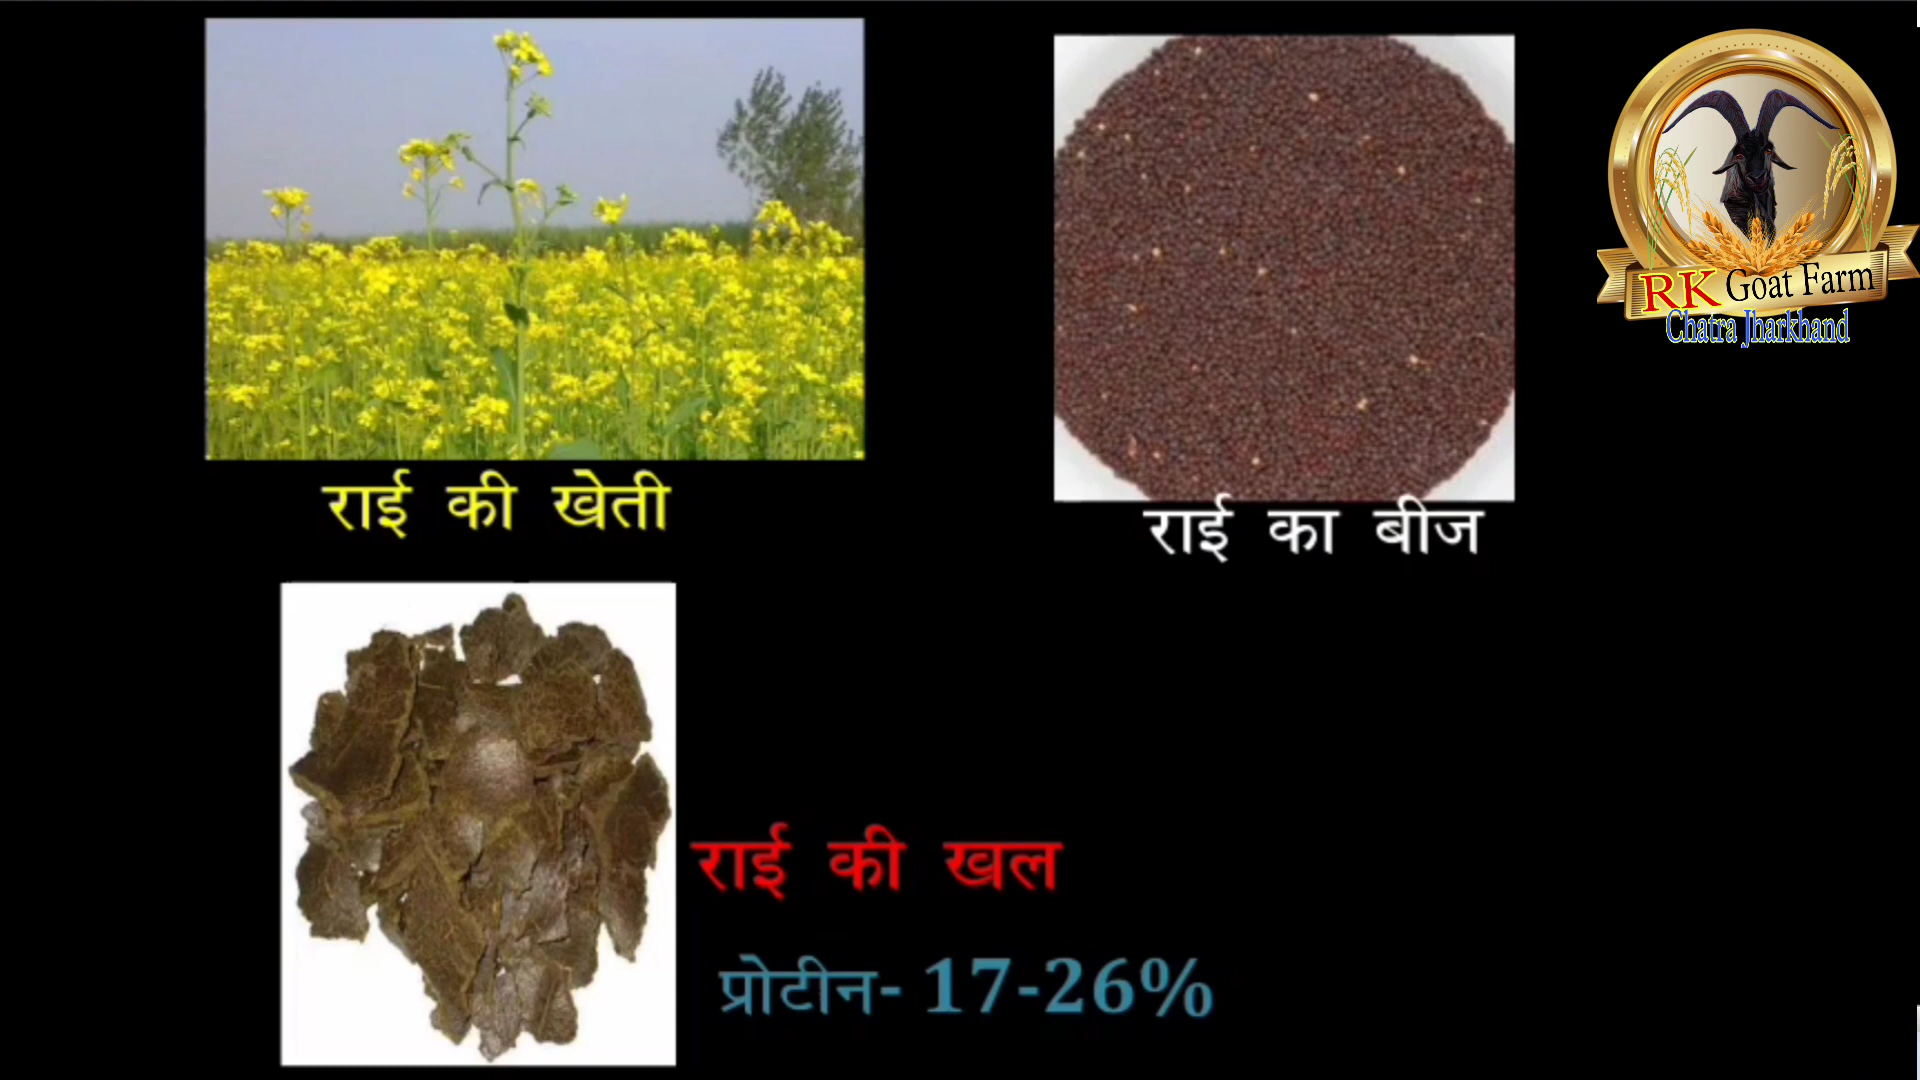 राई की खेती
राई का बीज
RK Goat Farm
Chatra Jharkhand
राई की खल
प्रोटीन- 17-26%